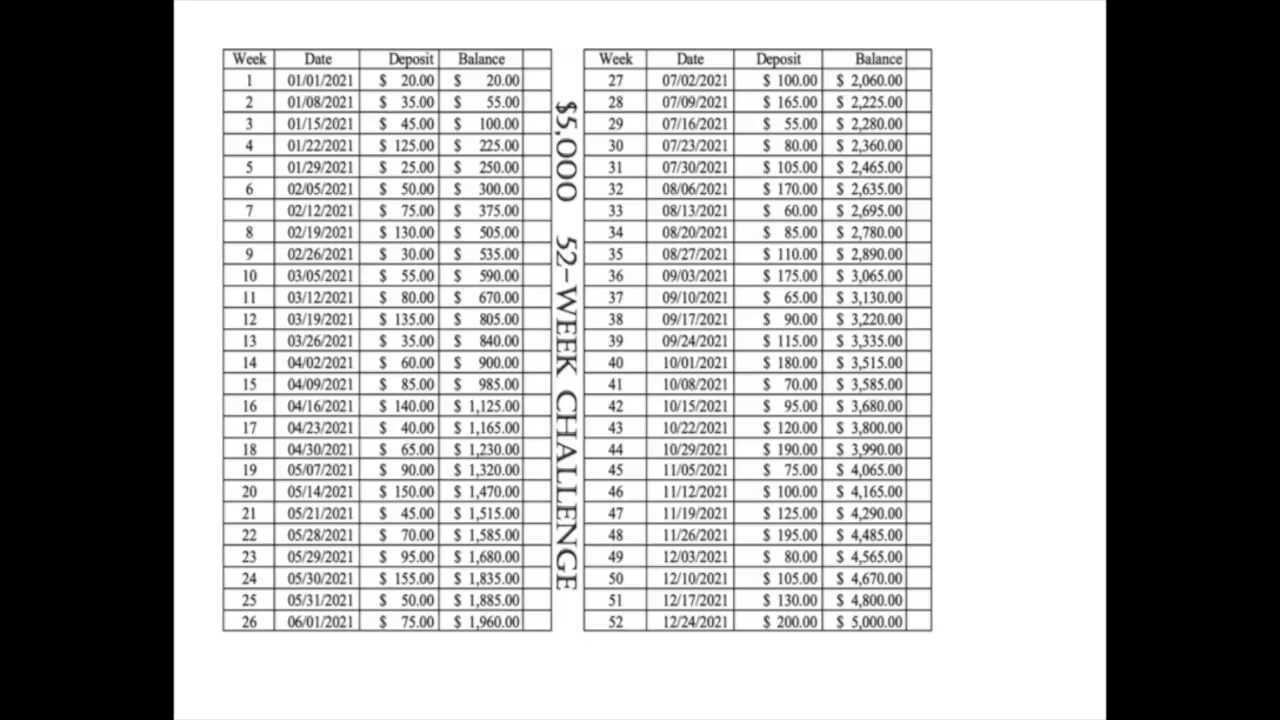 Week Date Deposit Balance
1 01/01/2021 $ 20.00 $ 20.00
2 01/08/2021 $ 35.00 $ 55.00
3 01/15/2021 $ 45.00 $ 100.00
4 01/22/2021 $ 125.00 $ 225.00
5 01/29/2021 $ 25.00 $ 250.00
6 02/05/2021 $ 50.00 $ 300.00
7 02/12/2021 $ 75.00 $ 375.00
8 02/19/2021 $ 130.00 $ 505.00
9 02/26/2021 $ 30.00 $ 535.00
10 03/05/2021 $ 55.00 $ 590.00
11 03/12/2021 $ 80.00 $ 670.00
12 03/19/2021 $ 135.00 $ 805.00
13 03/26/2021 $ 35.00 $ 840.00
14 04/02/2021 $ 60.00 $ 900.00
15 04/09/2021 $ 85.00 $ 985.00
16 04/16/2021 $ 140.00 $ 1,125.00
17 04/23/2021 $ 40.00 $ 1,165.00
18 04/30/2021 $ 65.00 $ 1,230.00
19 05/07/2021 $ 90.00 $ 1,320.00
20 05/14/2021 $ 150.00 $ 1,470.00
21 05/21/2021 $ 45.00 $ 1,515.00
22 05/28/2021 $ 70.00 $ 1,585.00
23 05/29/2021 $ 95.00 $ 1,680.00
24 05/30/2021 $ 155.00 $ 1,835.00
25 05/31/2021 $ 50.00 $ 1,885.00
26 06/01/2021 $ 75.00 $ 1,960.00
$5,000 52-WEEK CHALLENGE
Week Date Deposit Balance
27 07/02/2021 $ 100.00 $ 2,060.00
28 07/09/2021 $ 165.00 $ 2,225.00
29 07/16/2021 $ 55.00 $ 2,280.00
30 07/23/2021 $ 80.00 $ 2,360.00
31 07/30/2021 $ 105.00 $ 2,465.00
32 08/06/2021 $ 170.00 $ 2,635.00
33 08/13/2021 $ 60.00 $ 2,695.00
34 08/20/2021 $ 85.00 $ 2,780.00
35 08/27/2021 $ 110.00 $ 2,890.00
36 09/03/2021 $ 175.00 $ 3,065.00
37 09/10/2021 $ 65.00 $ 3,130.00
38 09/17/2021 $ 90.00 $ 3,220.00
39 09/24/2021 $ 115.00 $ 3,335.00
40 10/01/2021 $ 180.00 $ 3,515.00
41 10/08/2021 $ 70.00 $ 3,585.00
42 10/15/2021 $ 95.00 $ 3,680.00
43 10/22/2021 $ 120.00 $ 3,800.00
44 10/29/2021 $ 190.00 $ 3,990.00
45 11/05/2021 $ 75.00 $ 4,065.00
46 11/12/2021 $ 100.00 $ 4,165.00
47 11/19/2021 $ 125.00 $ 4,290.00
48 11/26/2021 $ 195.00 $ 4,485.00
49 12/03/2021 $ 80.00 $ 4,565.00
50 12/10/2021 $ 105.00 $ 4,670.00
51 12/17/2021 $ 130.00 $ 4,800.00
52 12/24/2021 $ 200.00 $ 5,000.00